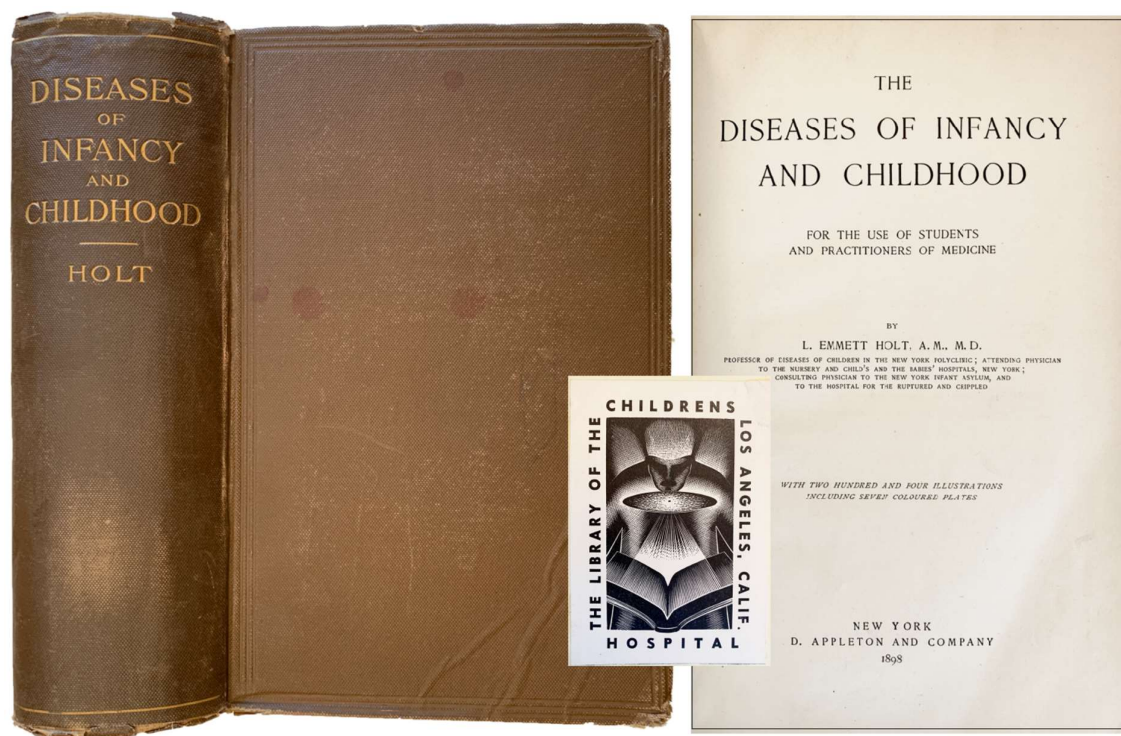 DISEASES
OF
INFANCY
AND
CHILDHOOD
HOLT
THE
DISEASES OF INFANCY
AND CHILDHOOD
FOR THE USE OF STUDENTS
AND PRACTITIONERS OF MEDICINE
BY
L. EMMETT HOLT, A.M., M.D.
PROFESSOR OF DISEASES OF CHILDREN IN THE NEW YORK POLYCLINIC; ATTENDING PHYSICIAN
TO THE NURSERY AND CHILD'S AND THE BABIES' HOSPITALS, NEW YORK;
CONSULTING PHYSICIAN TO THE NEW YORK INFANT ASYLUM, AND
TO THE HOSPITAL FOR THE RUPTURED AND CRIPPLED
WITH TWO HUNDRED AND FOUR ILLUSTRATIONS
INCLUDING SEVEN COLOURED PLATES
NEW YORK
D. APPLETON AND COMPANY
1898
THE LIBRARY OF THE
CHILDRENS
HOSPITAL
LOS ANGELES, CALIF.